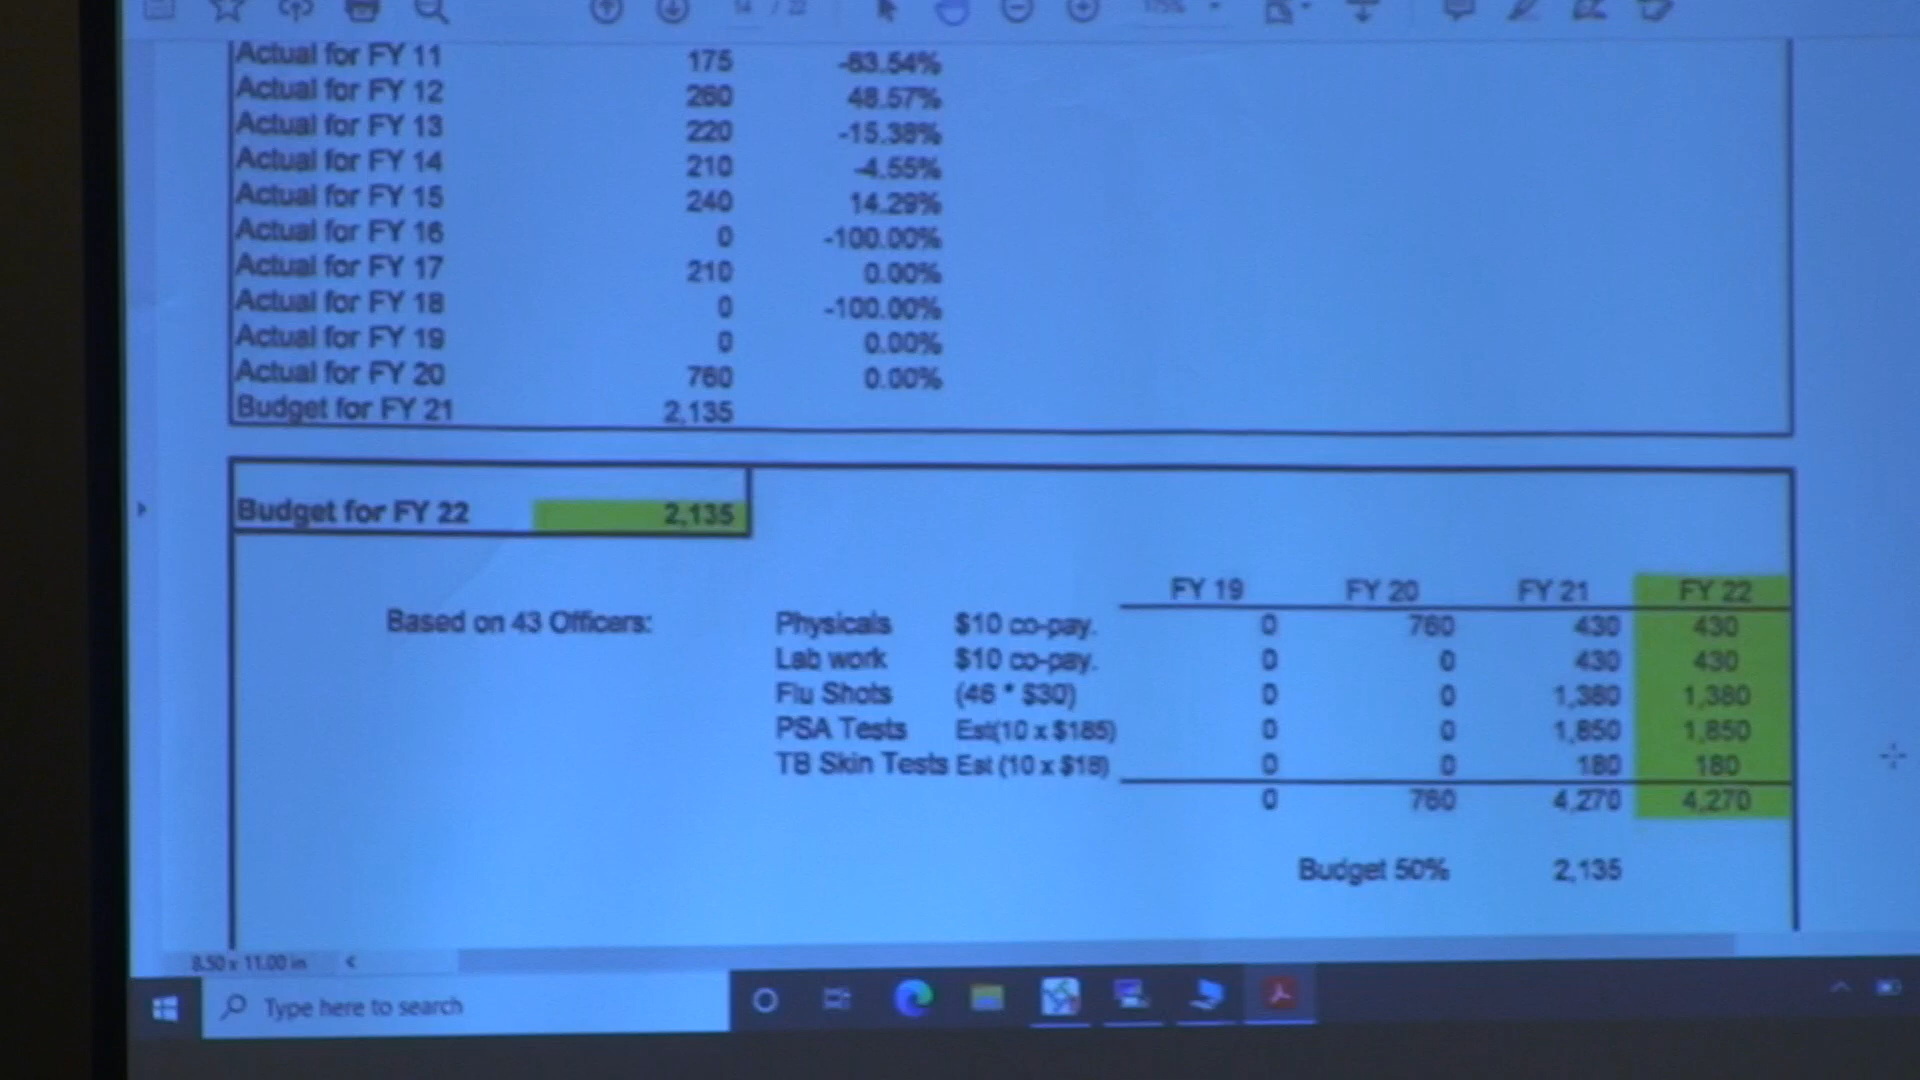 Actual for FY 11 175 -83.54%
Actual for FY 12 260 48.57%
Actual for FY 13 220 -15.38%
Actual for FY 14 210 -4.55%
Actual for FY 15 240 14.29%
Actual for FY 16 0 -100.00%
Actual for FY 17 210 0.00%
Actual for FY 18 0 -100.00%
Actual for FY 19 0 0.00%
Actual for FY 20 760 0.00%
Budget for FY 21 2,135
Budget for FY 22 2,135
FY 19 FY 20 FY 21 FY 22
Based on 43 Officers: Physicals $10 co-pay. 0 760 430 430
Lab work $10 co-pay. 0 0 430 430
Flu Shots (46 * $30) 0 0 1,380 1,380
PSA Tests Est(10 x $185) 0 0 1,850 1,850
TB Skin Tests Est (10 x $18) 0 0 180 180
0 760 4,270 4,270
Budget 50% 2,135
8.50 x 11.00 in
Type here to search